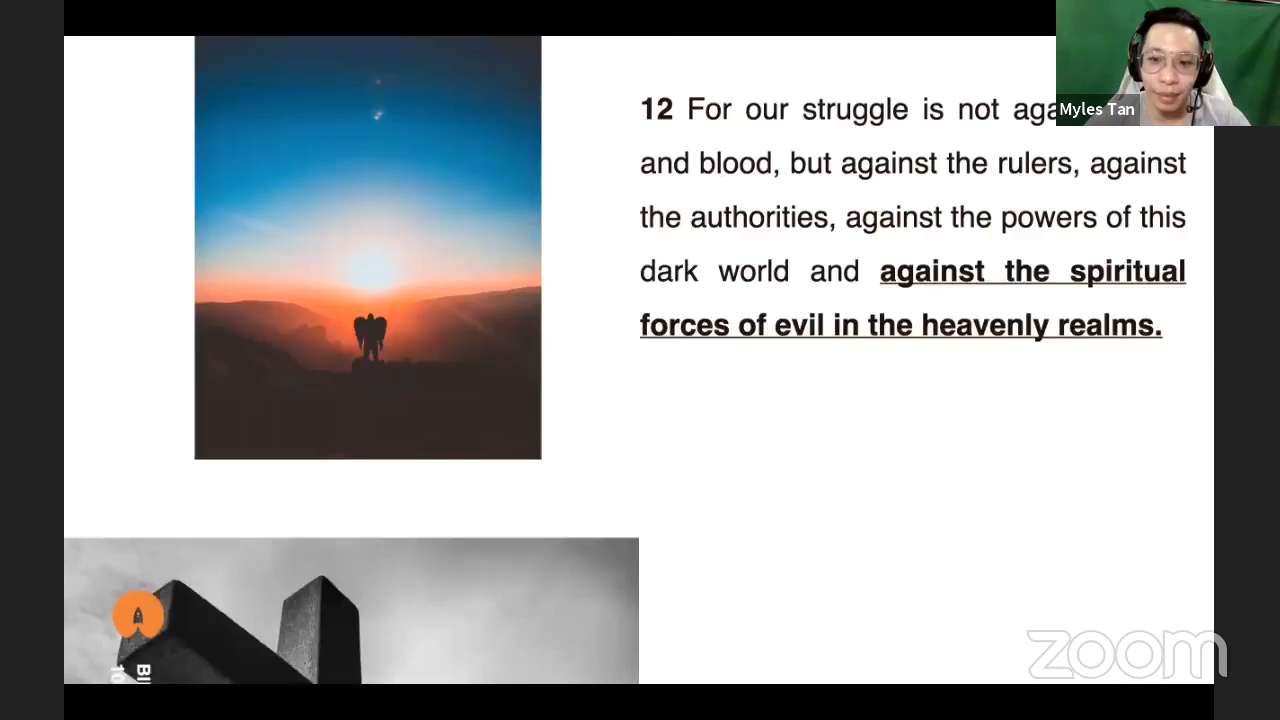 12 For our struggle is not
and blood, but against the rulers, against
the authorities, against the powers of this
dark world and against the spiritual
forces of evil in the heavenly realms.
Myles Tan
zoom